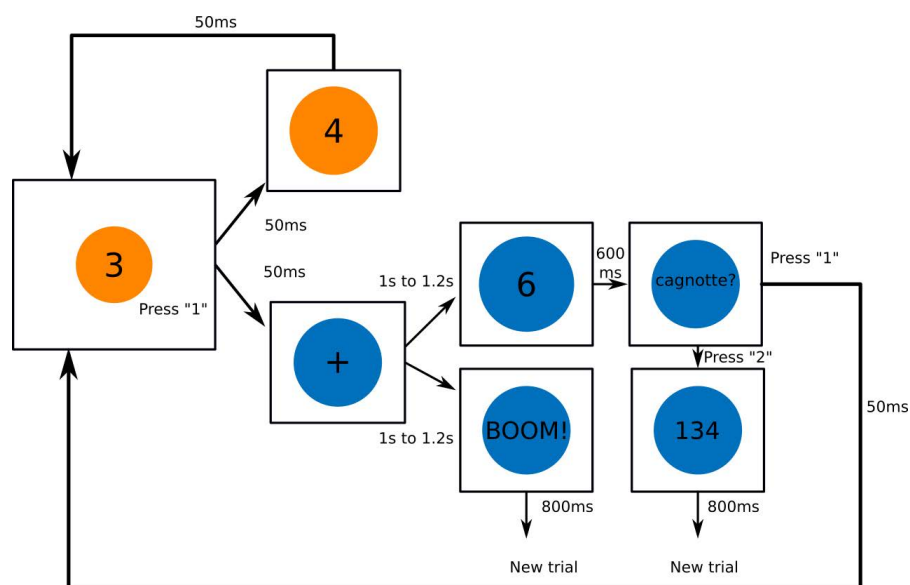 50ms
4
3
Press "1"
50ms
50ms
+
1s to 1.2s
6
600
ms
cagnotte?
Press "1"
Press "2"
50ms
1s to 1.2s
BOOM!
134
800ms
800ms
New trial
New trial